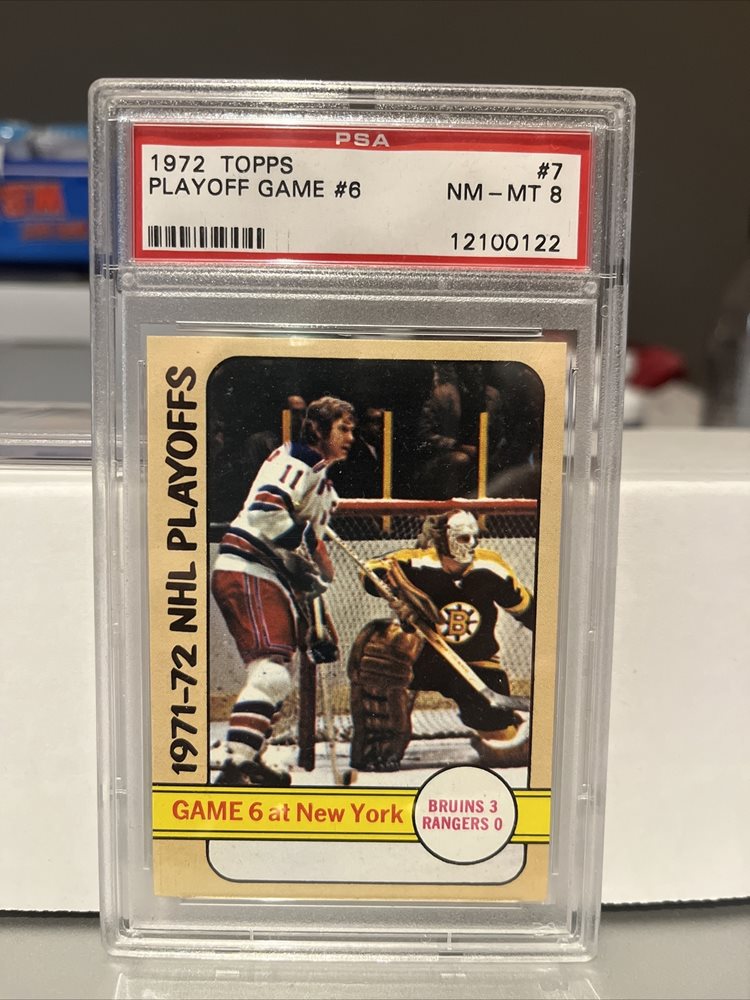 PSA
1972 TOPPS #7
PLAYOFF GAME #6 NM-MT 8
12100122
1971-72 NHL PLAYOFFS
11
B
GAME 6 at New York
BRUINS 3
RANGERS 0